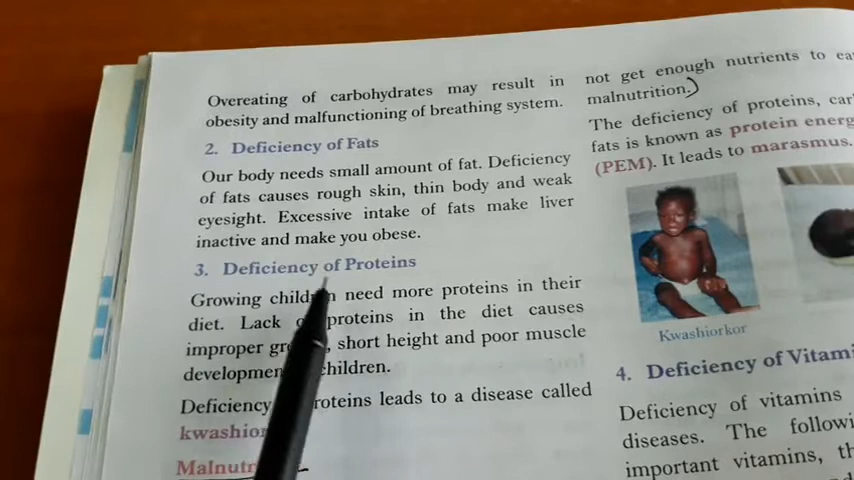 Overeating of carbohydrates may result in
obesity and malfunctioning of breathing system.
2. Deficiency of Fats
Our body needs small amount of fat. Deficiency
of fats causes rough skin, thin body and weak
eyesight. Excessive intake of fats make liver
inactive and make you obese.
3. Deficiency of Proteins
Growing children need more proteins in their
diet. Lack proteins in the diet causes
improper short height and poor muscle
children.
Deficiency proteins leads to a disease called
not get enough nutrients to
malnutrition.)
The deficiency of proteins,
fats is known as protein
(PEM). It leads to marasmus.
Kwashiorkor
4. Deficiency of
Deficiency of vitamins
diseases. The
important vitamins,